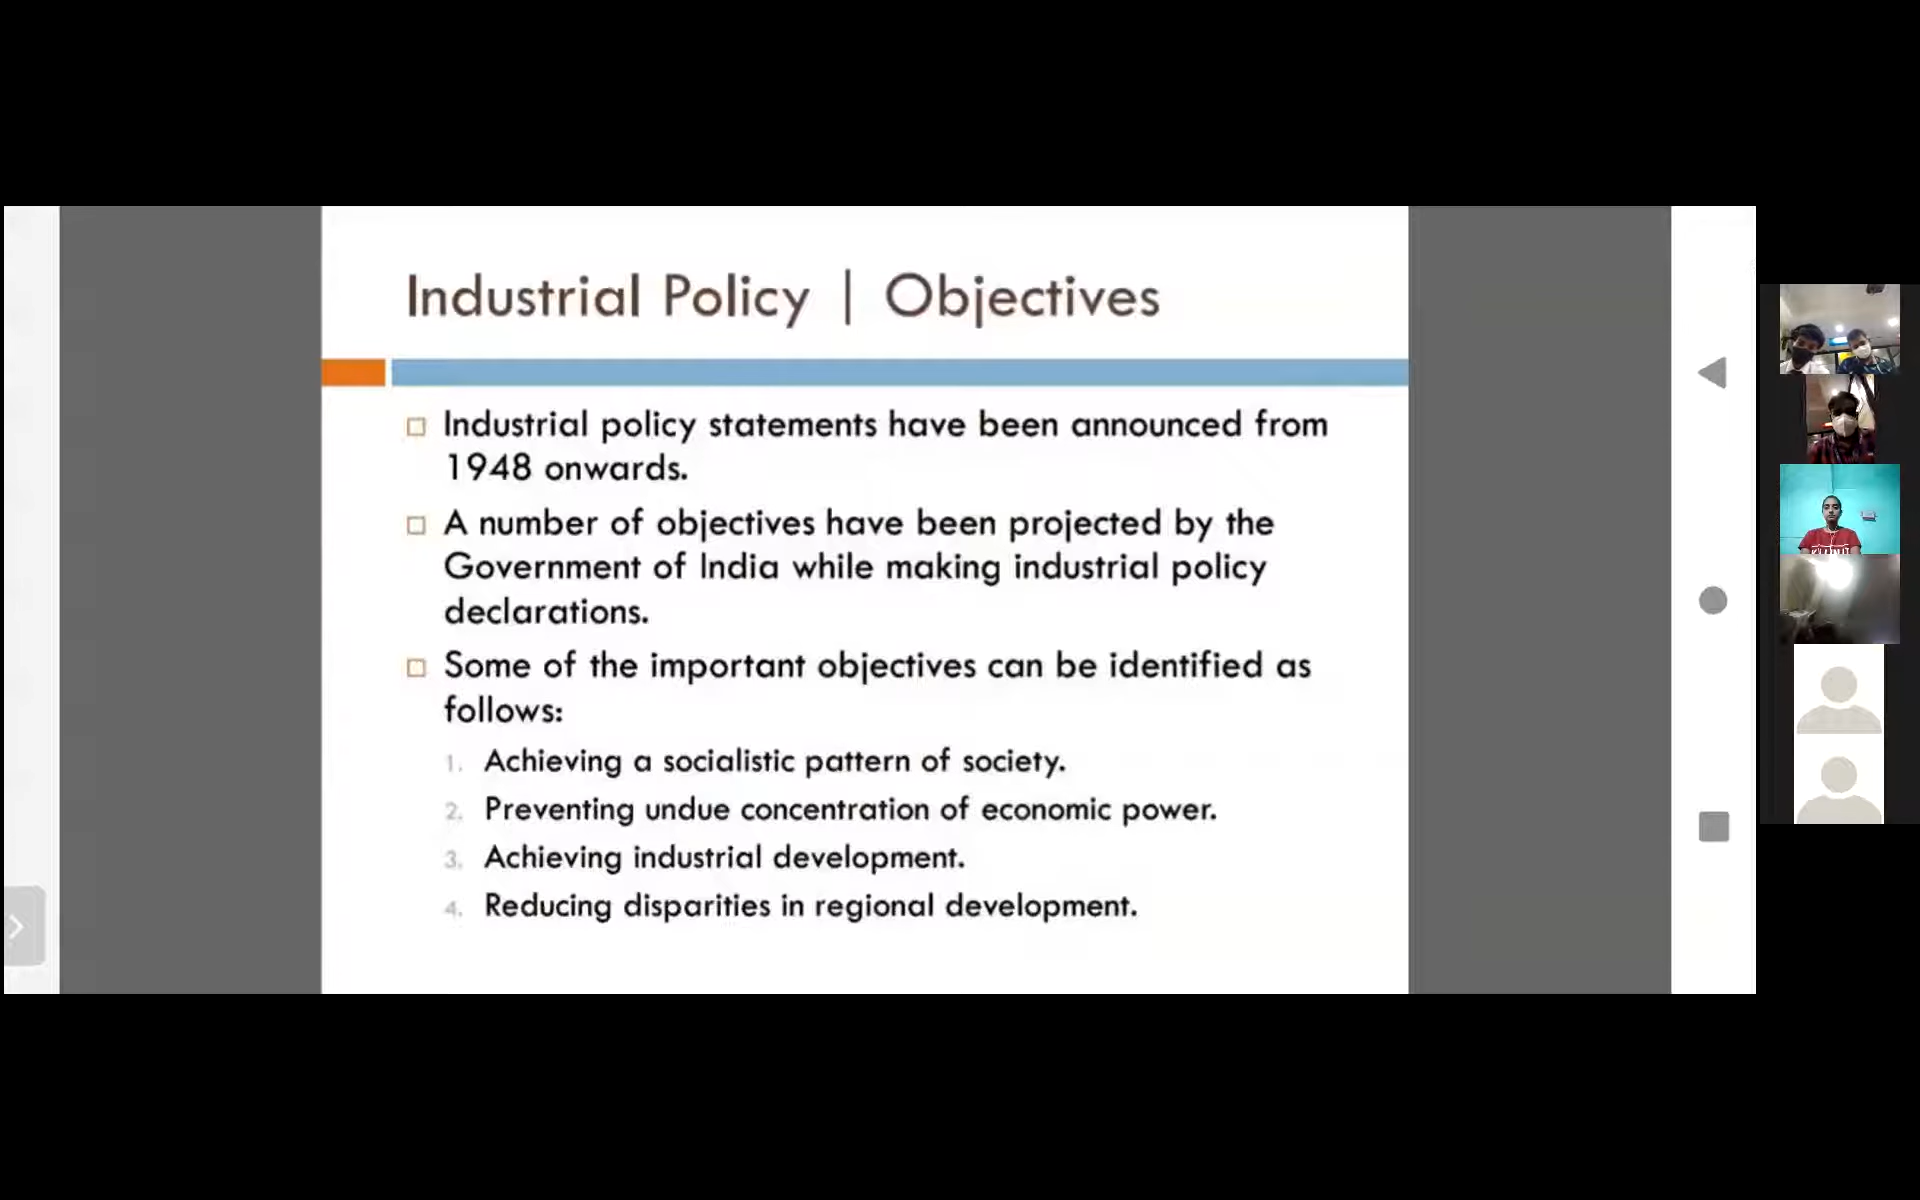 Industrial Policy | Objectives
Industrial policy statements have been announced from
1948 onwards.
A number of objectives have been projected by the
Government of India while making industrial policy
declarations.
Some of the important objectives can be identified as
follows:
1. Achieving a socialistic pattern of society.
2. Preventing undue concentration of economic power.
3. Achieving industrial development.
4. Reducing disparities in regional development.